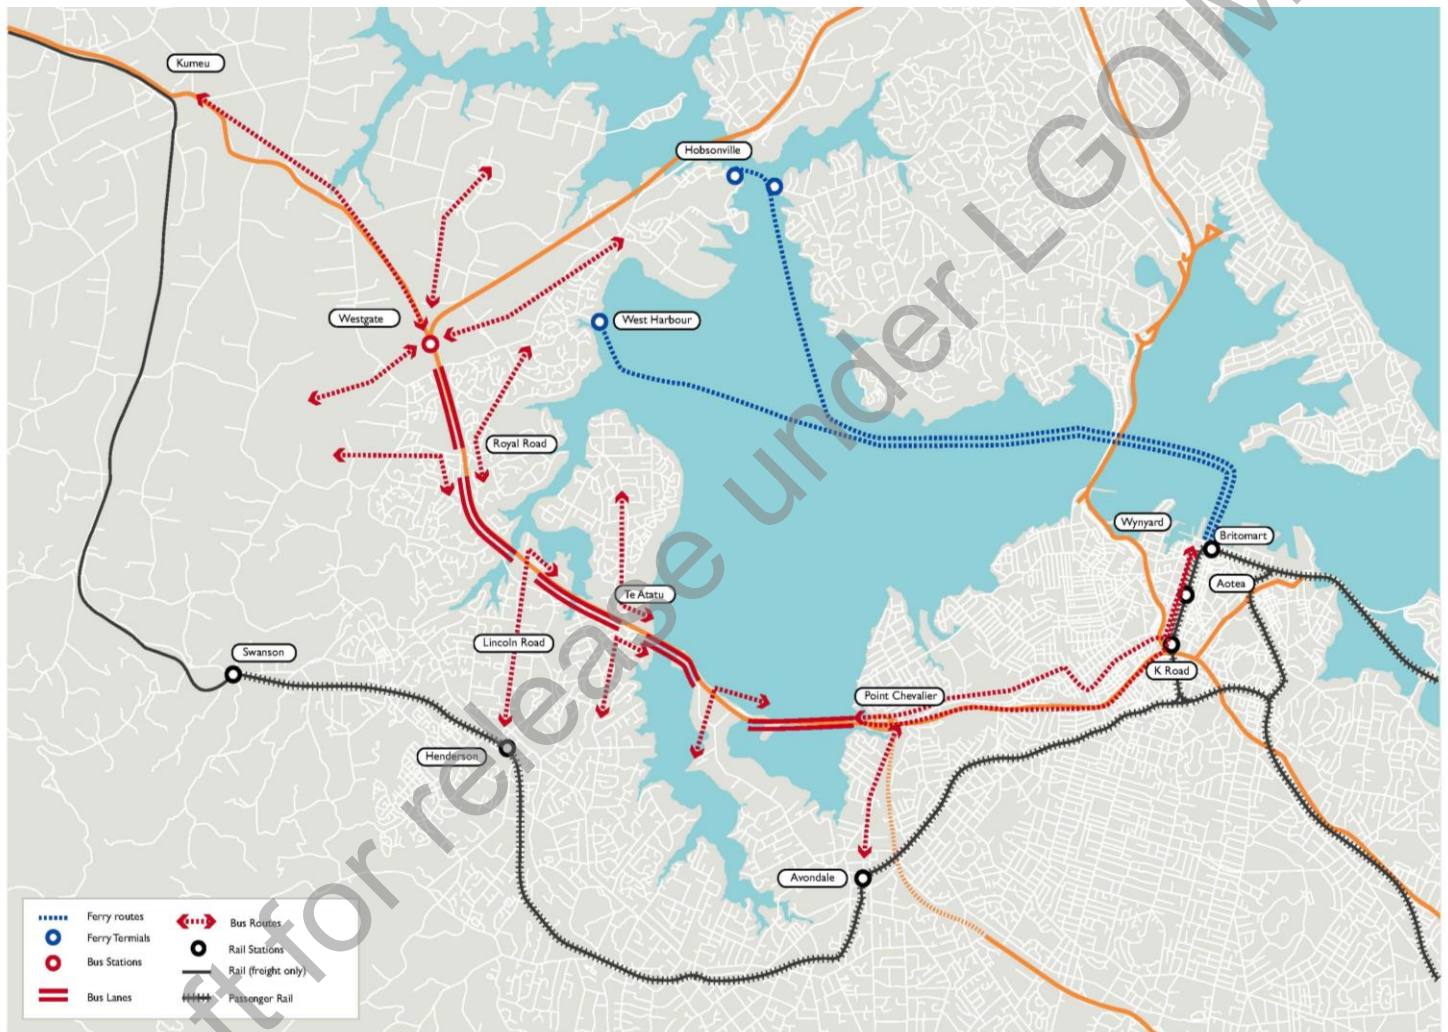 Kumeu
Hobsonville
Westgate
West Harbour
Royal Road
Wynyard
Britomart
Aotea
Te Atatu
Lincoln Road
Swanson
K Road
Point Chevalier
Henderson
Avondale
Ferry routes
Ferry Termials
Bus Stations
Bus Lanes
Bus Routes
Rail Stations
Rail (freight only)
Passenger Rail
ft for release under LGOIM